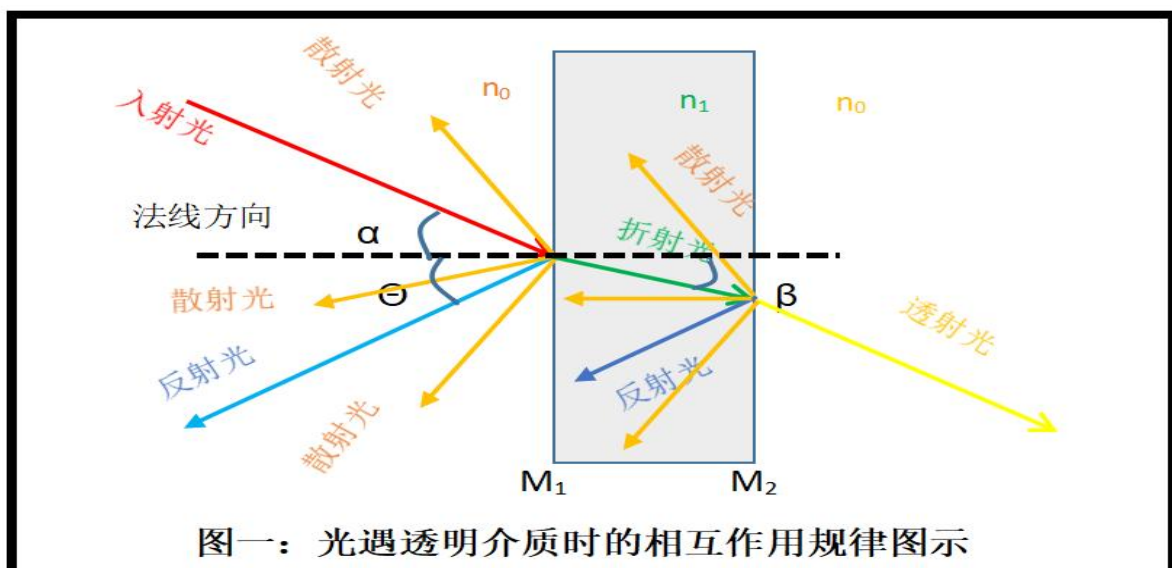 散射光
n₀
n₁
n₀
入射光
散射光
法线方向
α
折射光
散射光
Θ
β
透射光
反射光
反射光
散射光
M₁
M₂
图一：光遇透明介质时的相互作用规律图示